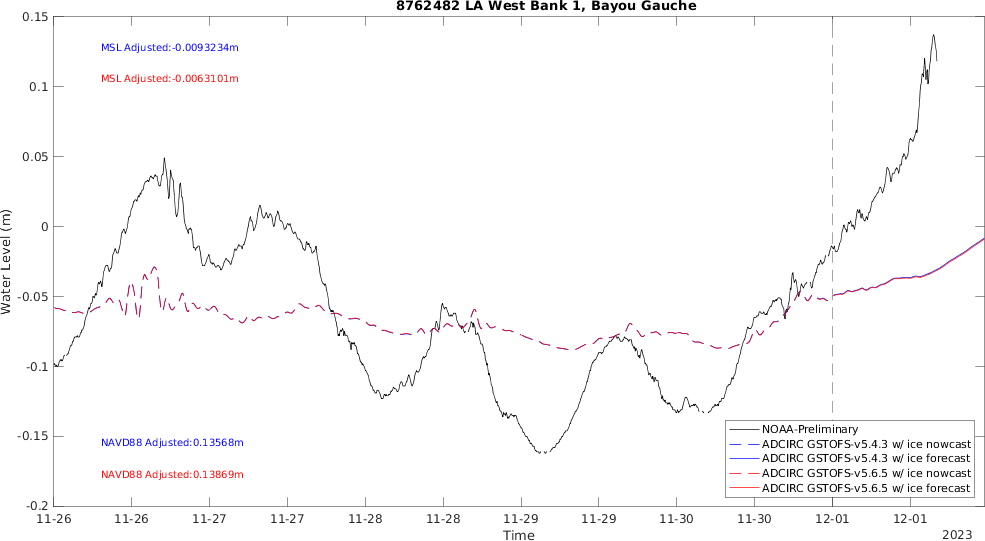 8762482 LA West Bank 1, Bayou Gauche
0.15
MSL Adjusted:-0.0093234m
MSL Adjusted:-0.0063101m
0.1
0.05
0
-0.05
-0.1
-0.15
-0.2
Water Level (m)
NAVD88 Adjusted:0.13568m
NAVD88 Adjusted:0.13869m
NOAA-Preliminary
ADCIRC GSTOFS-v5.4.3 w/ ice nowcast
ADCIRC GSTOFS-v5.4.3 w/ ice forecast
ADCIRC GSTOFS-v5.6.5 w/ ice nowcast
ADCIRC GSTOFS-v5.6.5 w/ ice forecast
11-26 11-26 11-27 11-27 11-28 11-28 11-29 11-29 11-30 11-30 12-01 12-01
Time
2023